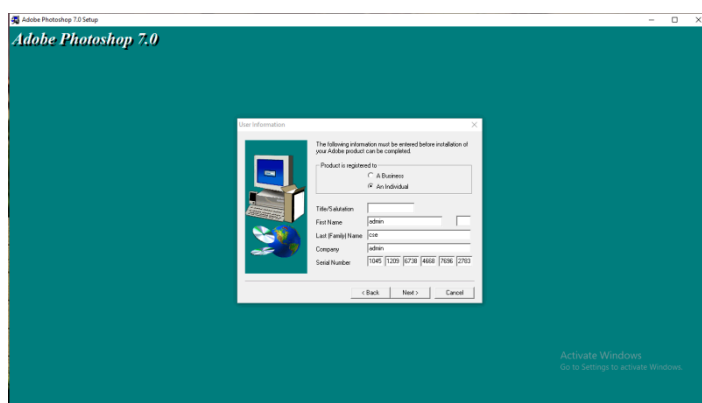 Adobe Photoshop 7.0 Setup
Adobe Photoshop 7.0
User Information
The following information must be entered before installation of
your Adobe product can be completed.
Product is registered to
A Business
An Individual
Title/Salutation
First Name admin
Last (Family) Name cse
Company admin
Serial Number 1045 1209 6738 4668 7696 2783
< Back Next > Cancel
Activate Windows
Go to Settings to activate Windows.